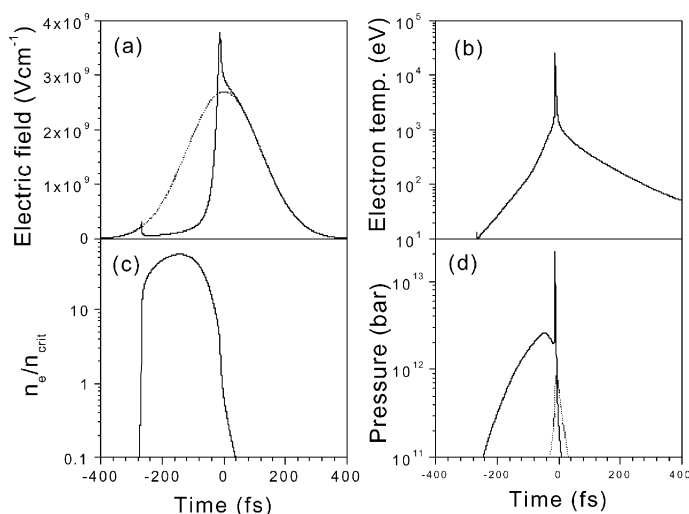 (a)
Electric field (Vcm⁻¹)
4x10⁹
3x10⁹
2x10⁹
1x10⁹
0
(b)
Electron temp. (eV)
10⁵
10⁴
10³
10²
10¹
(c)
nₑ/n_crit
10
1
0.1
-400 -200 0 200 400
Time (fs)
(d)
Pressure (bar)
10¹³
10¹²
10¹¹
-400 -200 0 200 400
Time (fs)